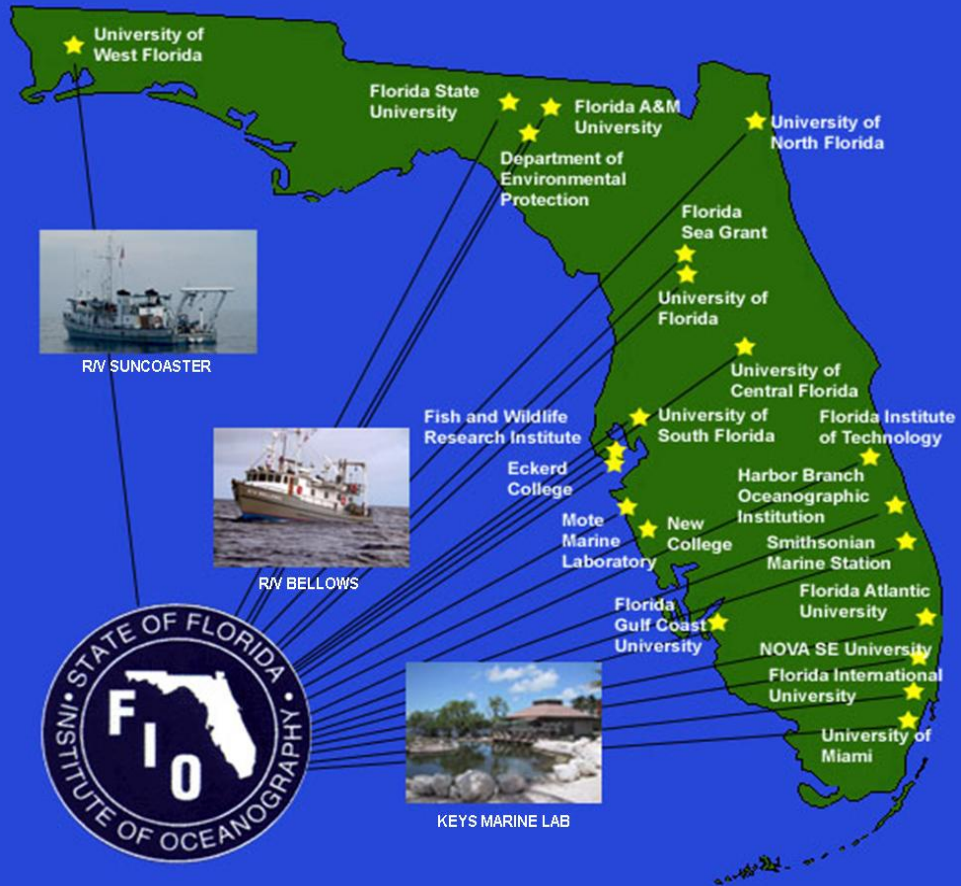 University of
West Florida
Florida State
University
Florida A&M
University
Department of
Environmental
Protection
University of
North Florida
Florida
Sea Grant
University of
Florida
University of
Central Florida
R/V SUNCOASTER
Fish and Wildlife
Research Institute
University of
South Florida
Florida Institute
of Technology
Eckerd
College
Harbor Branch
Oceanographic
Institution
Mote
Marine
Laboratory
New
College
Smithsonian
Marine Station
R/V BELLOWS
Florida
Gulf Coast
University
Florida Atlantic
University
NOVA SE University
Florida International
University
University of
Miami
KEYS MARINE LAB
STATE OF FLORIDA
INSTITUTE OF OCEANOGRAPHY
F
I
O